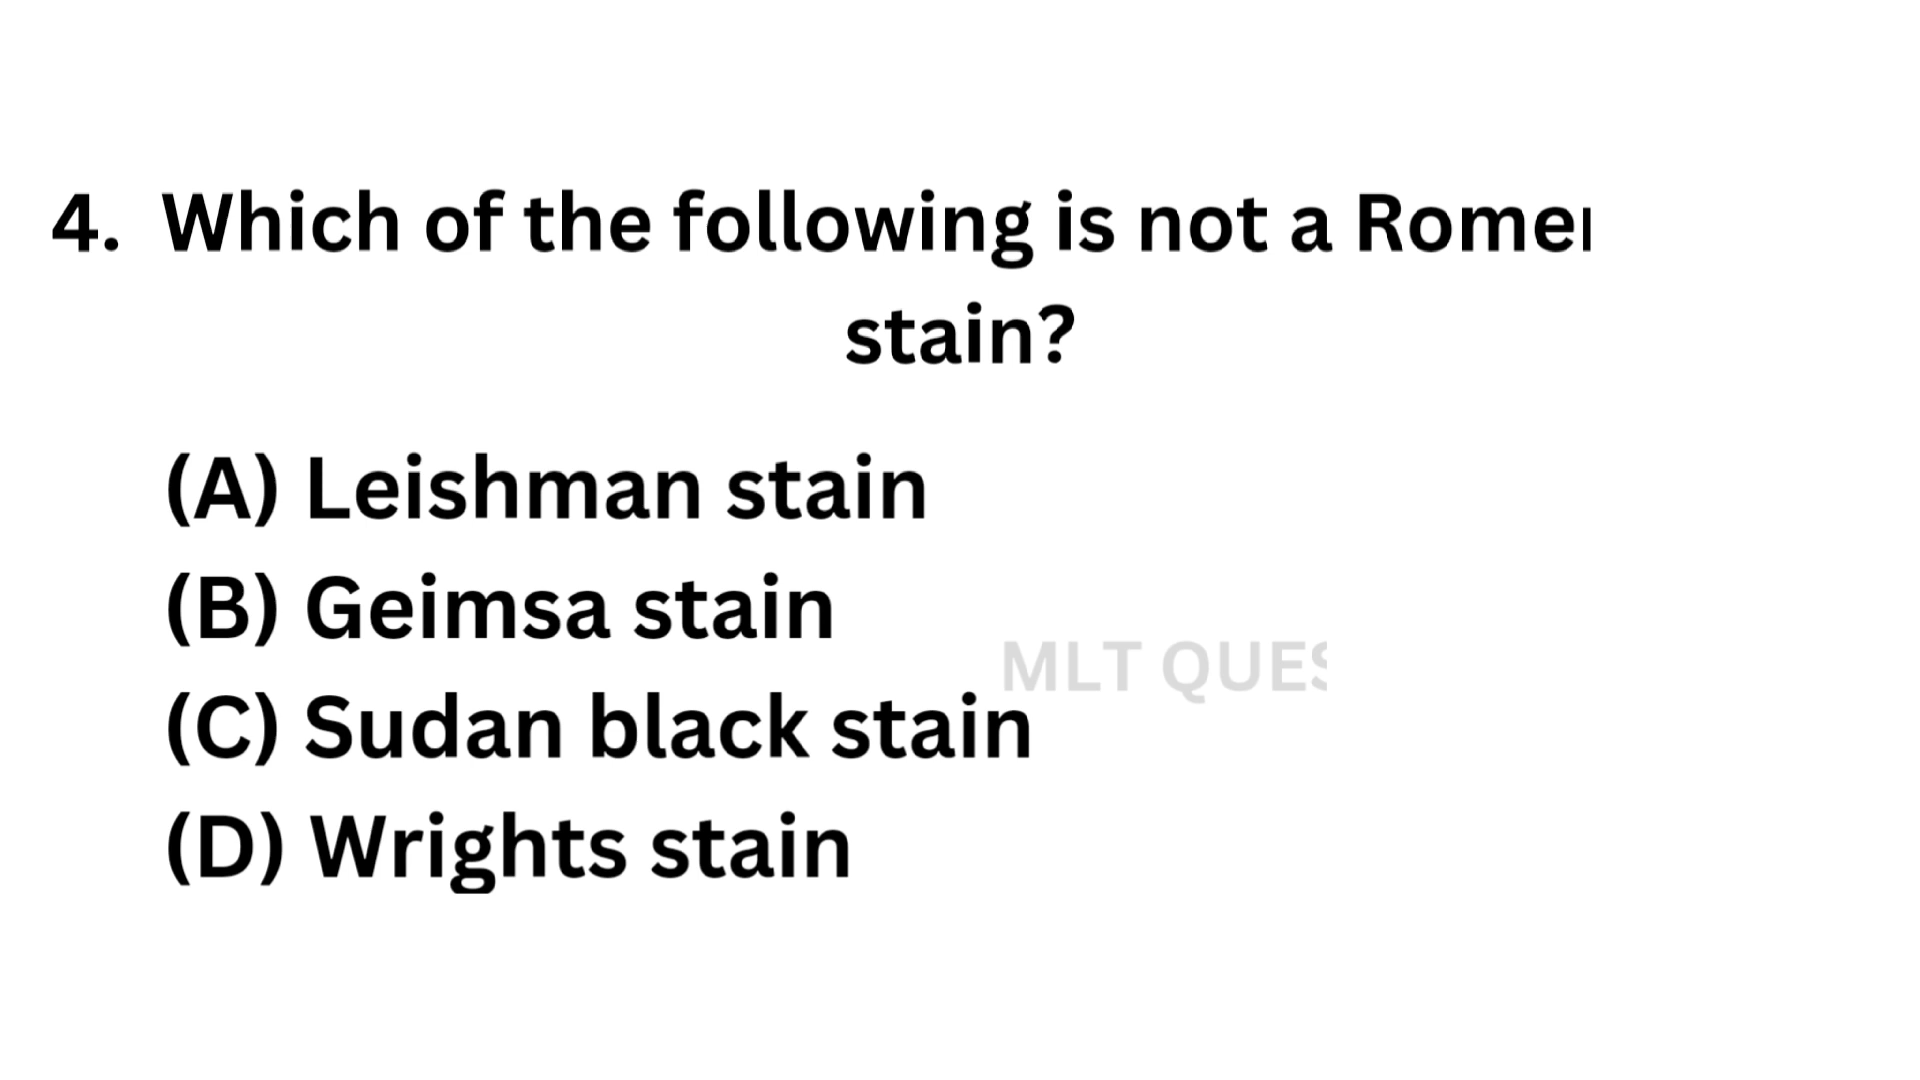 4. Which of the following is not a Romer
stain?
(A) Leishman stain
(B) Geimsa stain
MLT QUES
(C) Sudan black stain
(D) Wrights stain